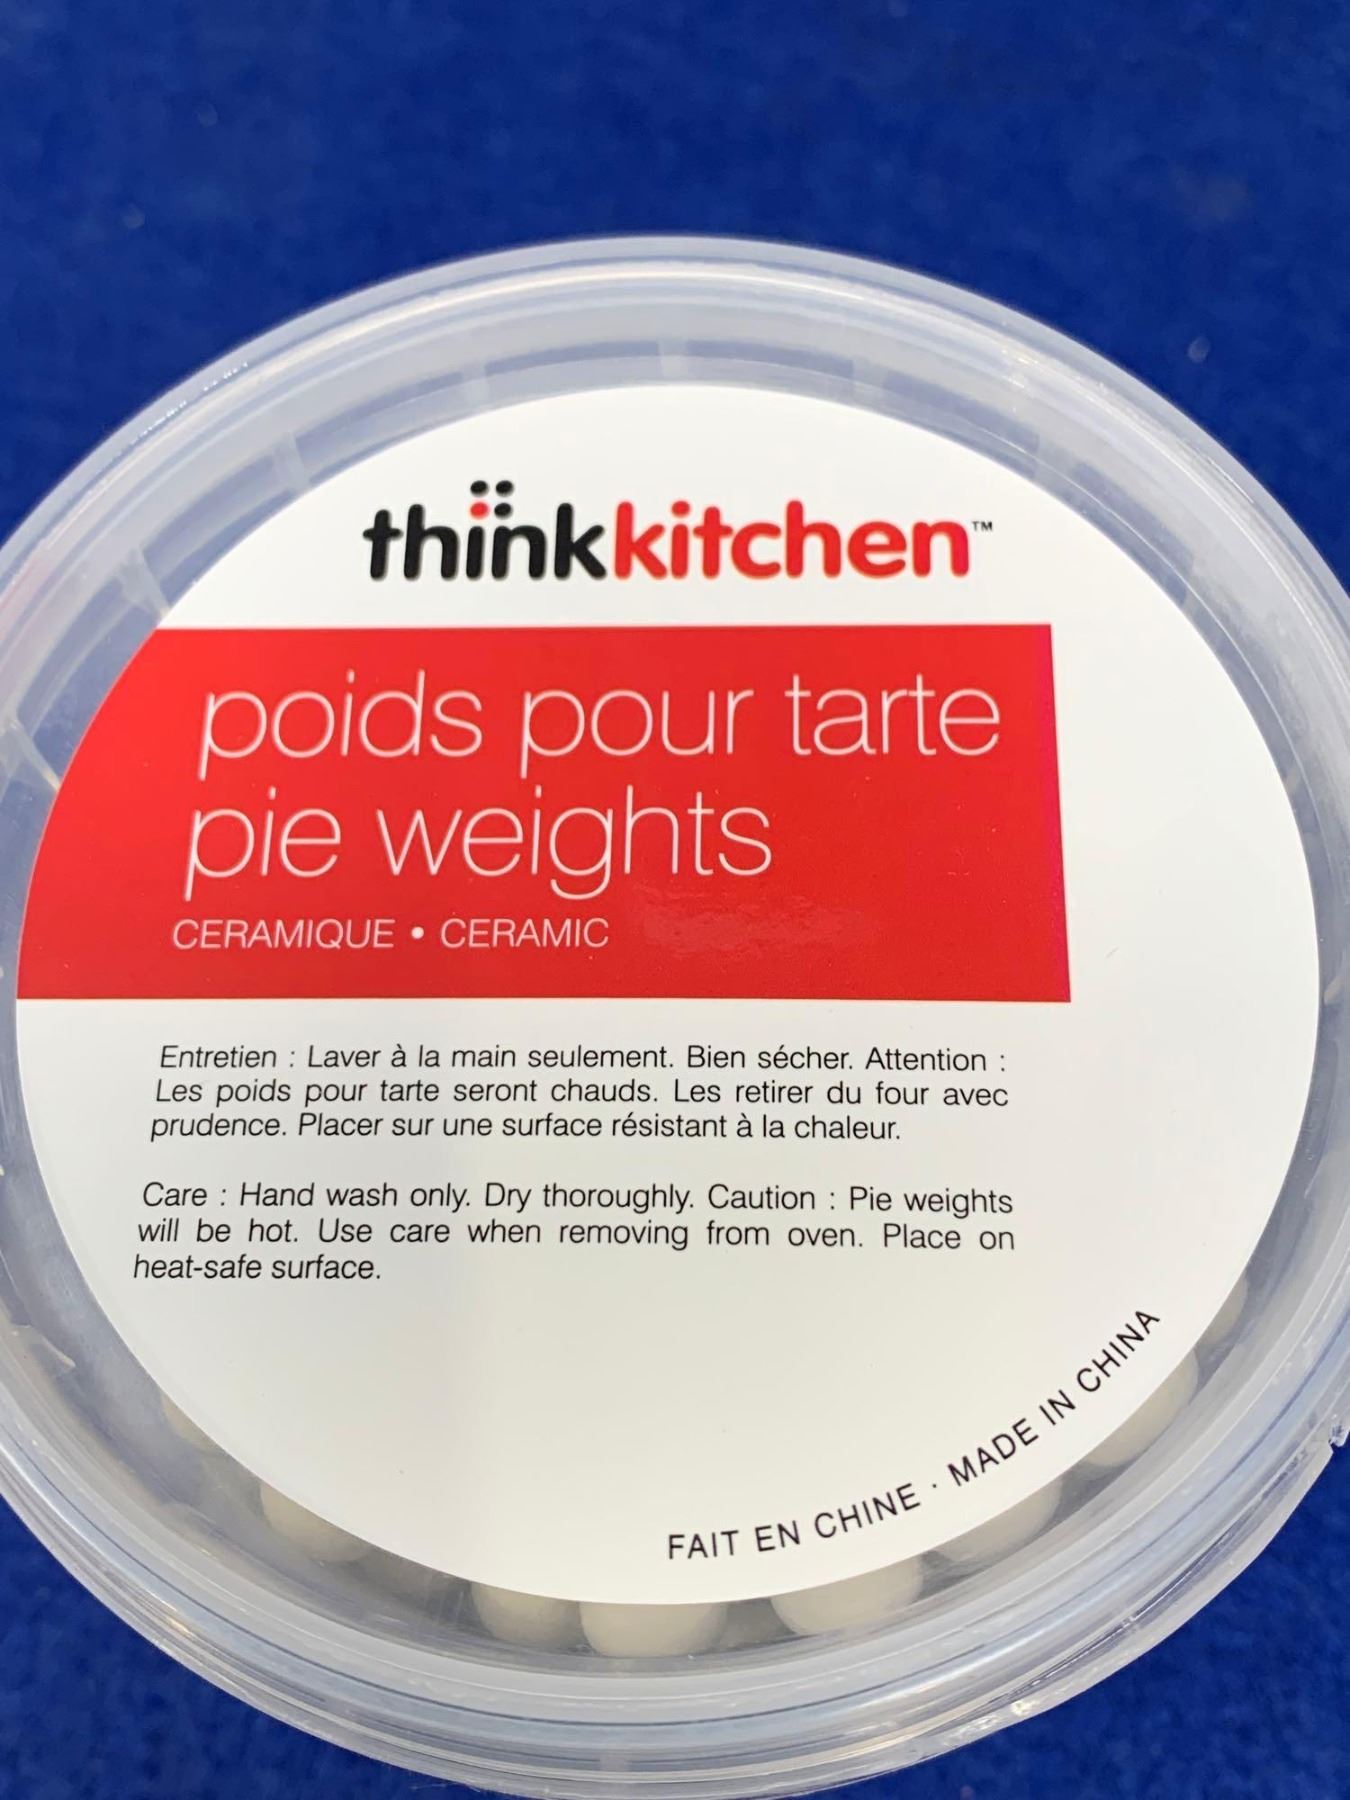 thinkkitchen™
poids pour tarte
pie weights
CERAMIQUE • CERAMIC
Entretien : Laver à la main seulement. Bien sécher. Attention :
Les poids pour tarte seront chauds. Les retirer du four avec
prudence. Placer sur une surface résistant à la chaleur.
Care : Hand wash only. Dry thoroughly. Caution : Pie weights
will be hot. Use care when removing from oven. Place on
heat-safe surface.
FAIT EN CHINE · MADE IN CHINA